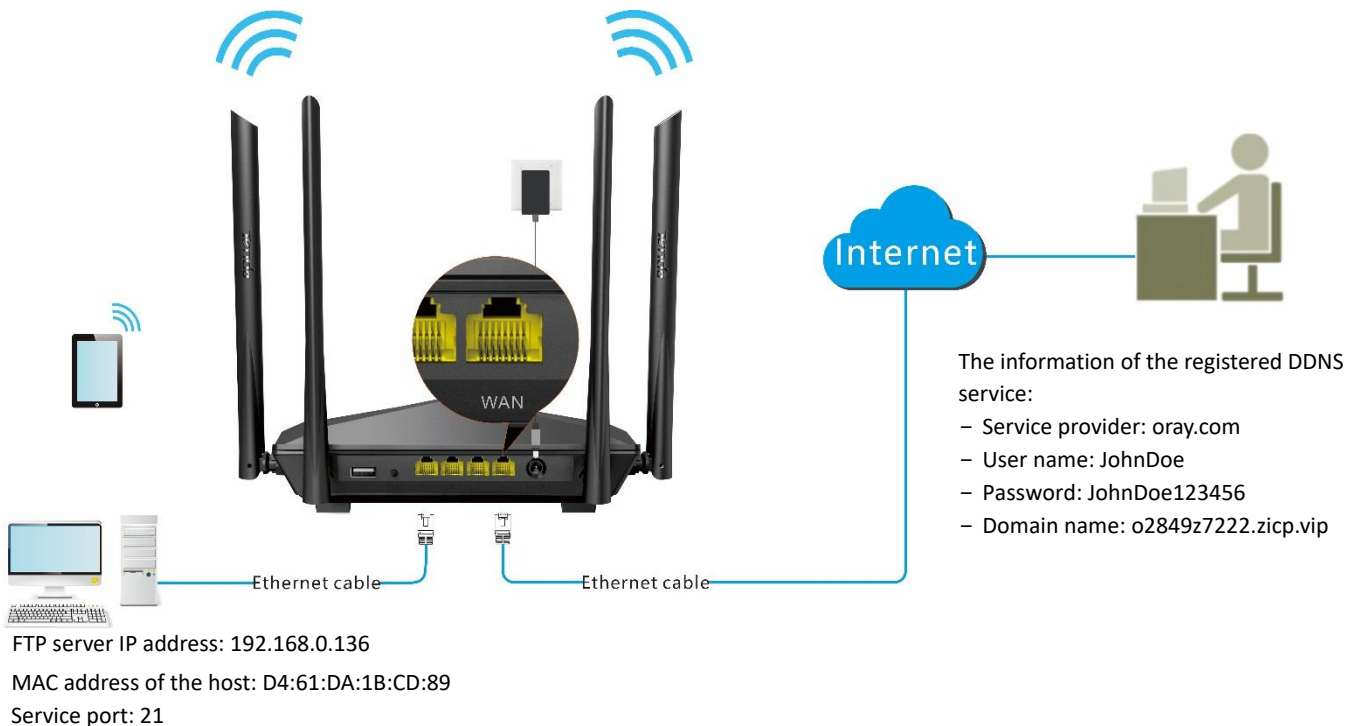 Tenda
Tenda
Internet
WAN
The information of the registered DDNS
service:
– Service provider: oray.com
– User name: JohnDoe
– Password: JohnDoe123456
– Domain name: o2849z7222.zicp.vip
Ethernet cable
Ethernet cable
FTP server IP address: 192.168.0.136
MAC address of the host: D4:61:DA:1B:CD:89
Service port: 21